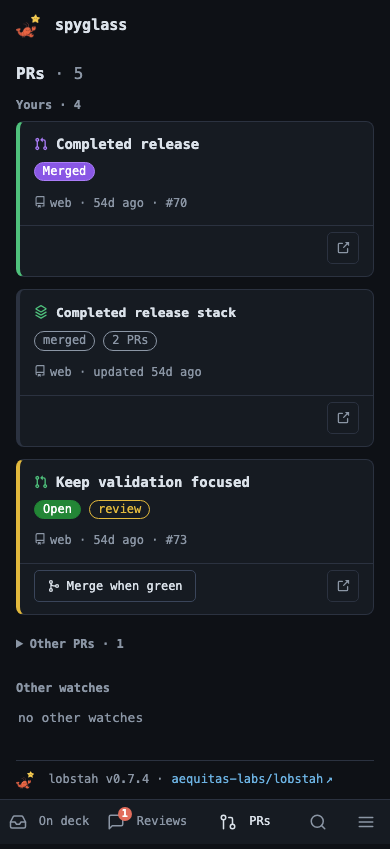 spyglass
PRs · 5
Yours · 4
Completed release
Merged
web · 54d ago · #70
Completed release stack
merged 2 PRs
web · updated 54d ago
Keep validation focused
Open review
web · 54d ago · #73
Merge when green
Other PRs · 1
Other watches
no other watches
lobstah v0.7.4 · aequitas-labs/lobstah↗
On deck 1 Reviews PRs